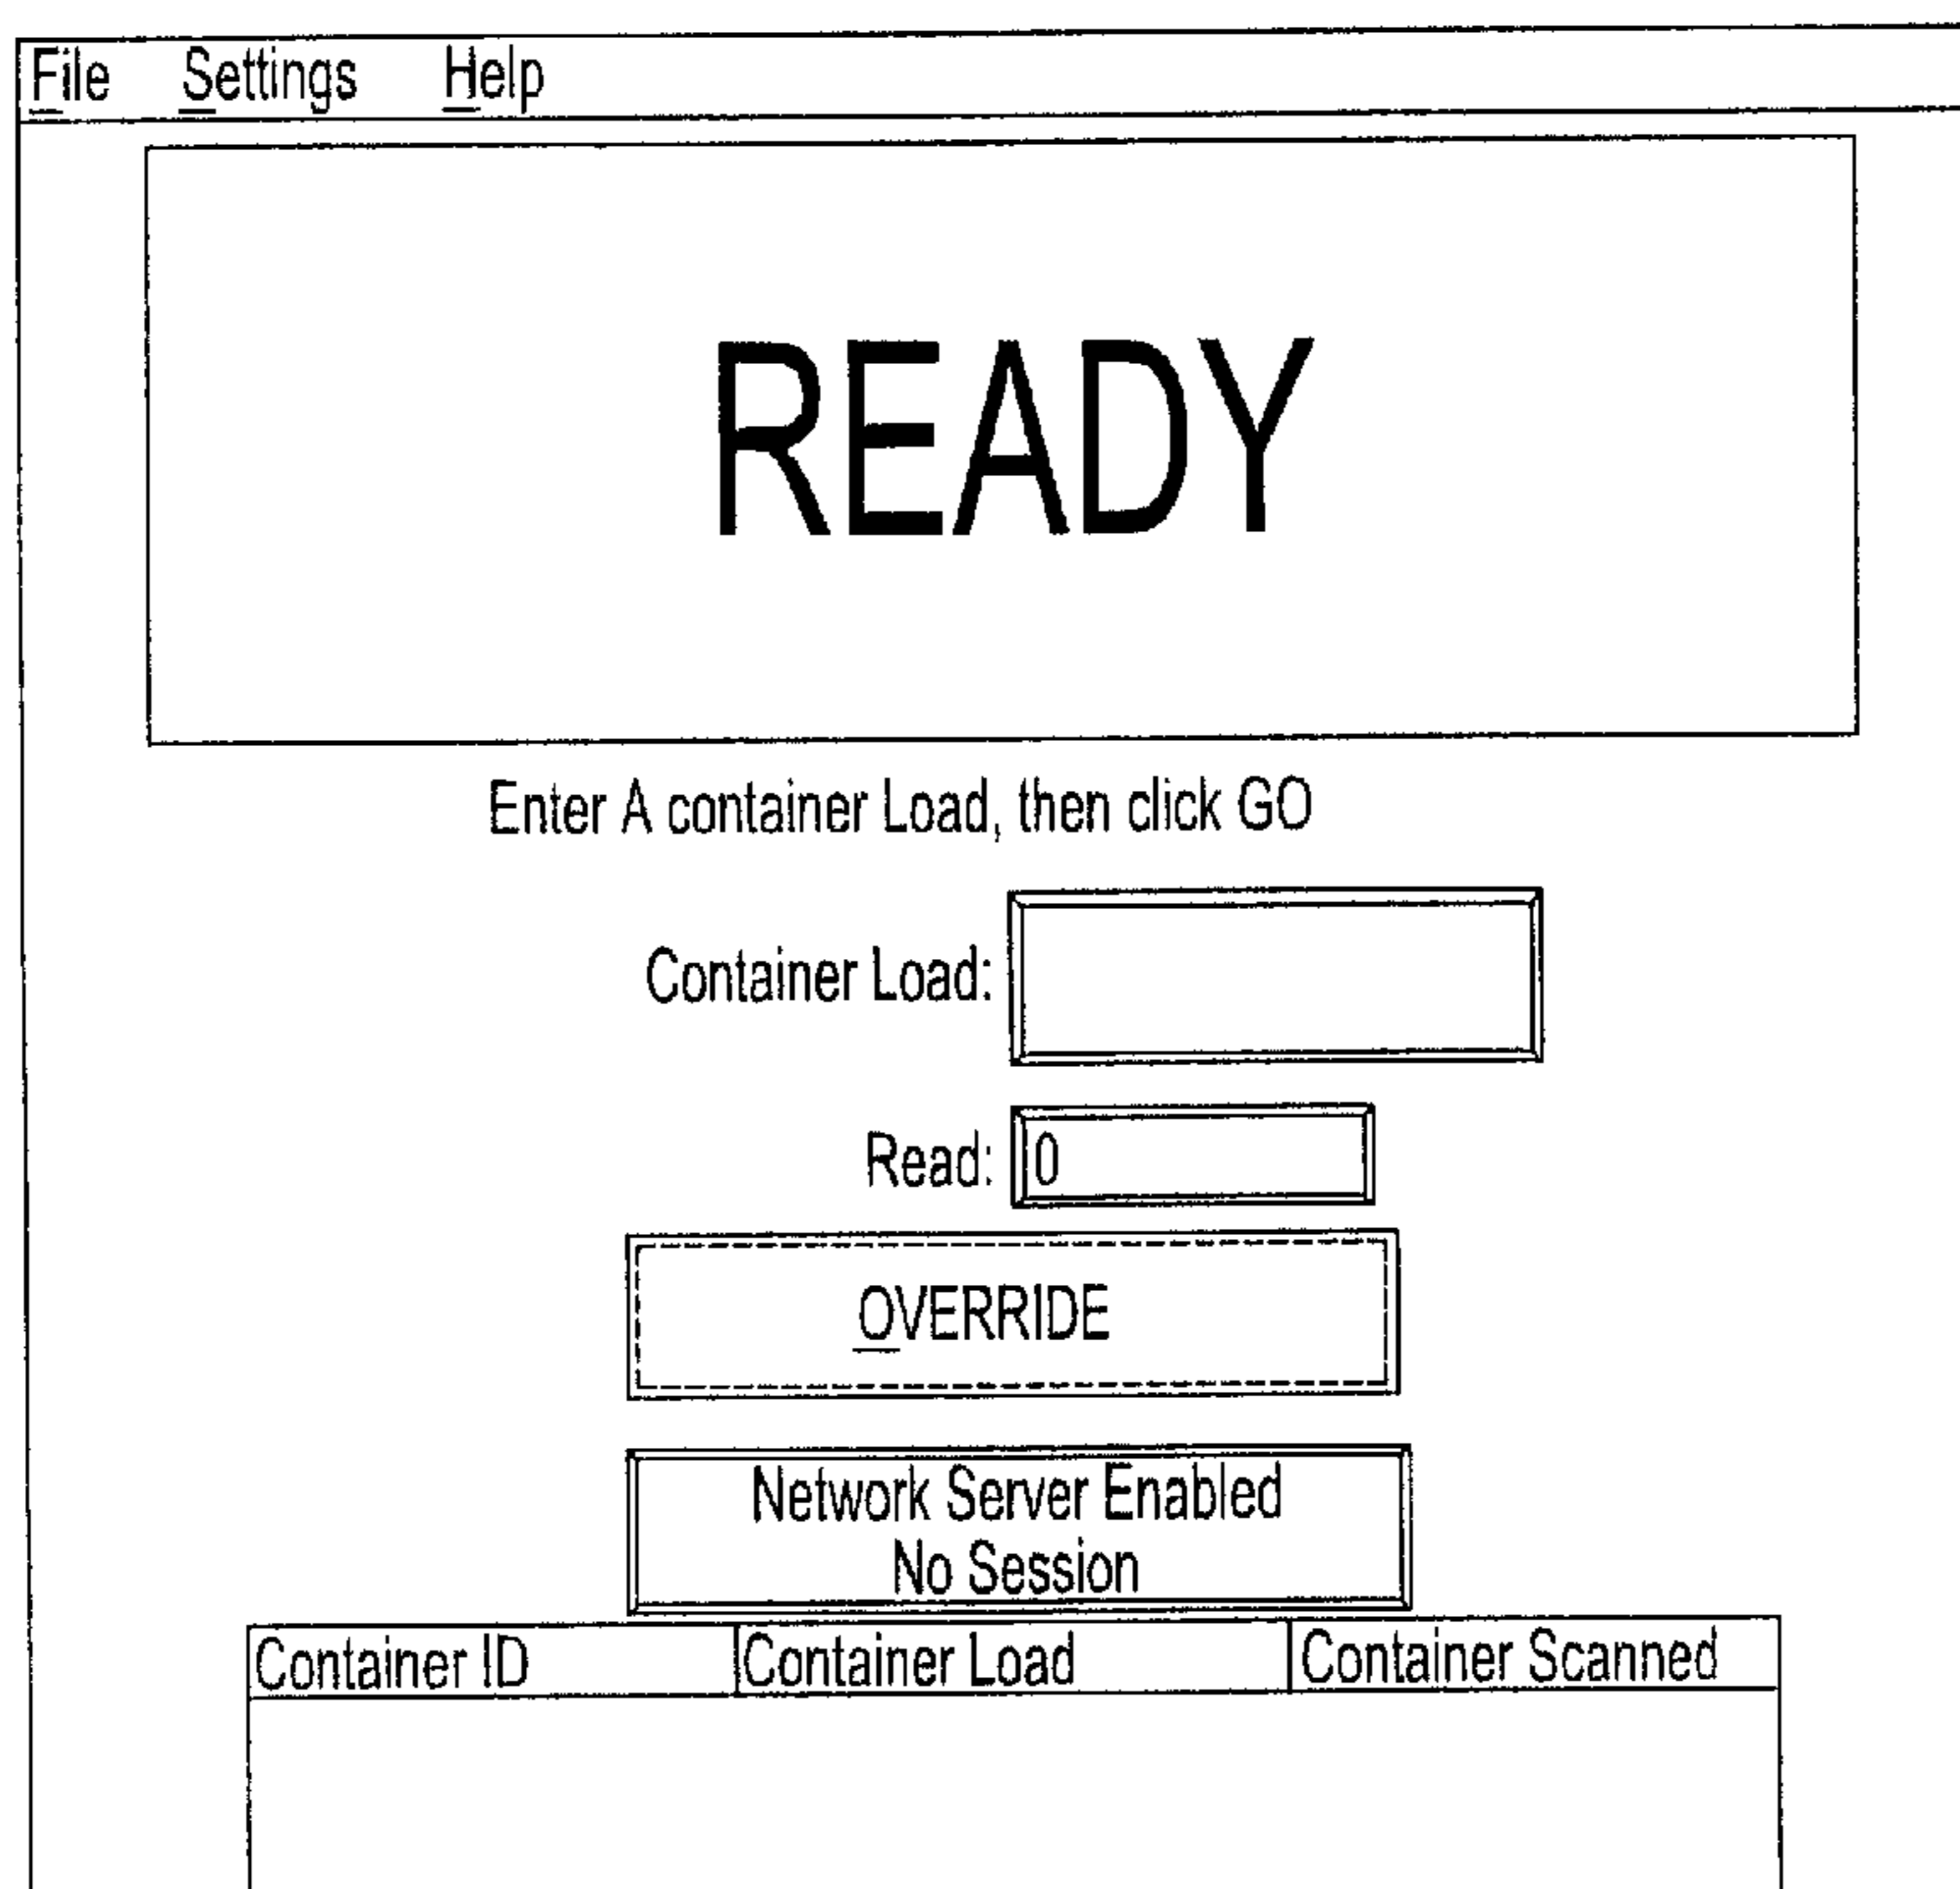 File Settings Help
READY
Enter A container Load, then click GO
Container Load:
Read: 0
OVERRIDE
Network Server Enabled
No Session
Container ID Container Load Container Scanned